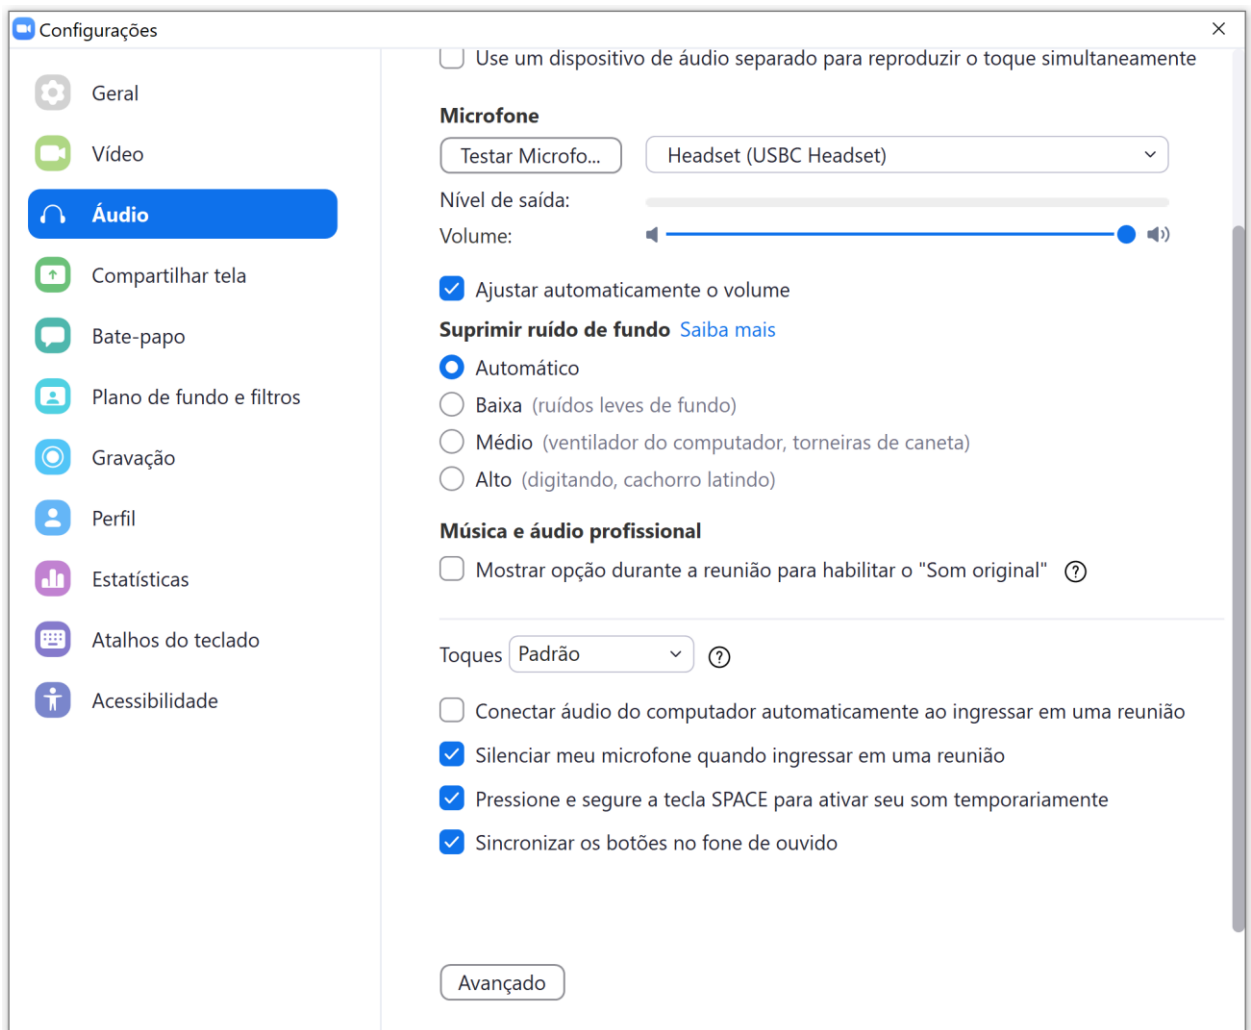 Configurações
Geral
Vídeo
Áudio
Compartilhar tela
Bate-papo
Plano de fundo e filtros
Gravação
Perfil
Estatísticas
Atalhos do teclado
Acessibilidade
Use um dispositivo de áudio separado para reproduzir o toque simultaneamente
Microfone
Testar Microfo... Headset (USBC Headset)
Nível de saída:
Volume:
Ajustar automaticamente o volume
Suprimir ruído de fundo Saiba mais
Automático
Baixa (ruídos leves de fundo)
Médio (ventilador do computador, torneiras de caneta)
Alto (digitando, cachorro latindo)
Música e áudio profissional
Mostrar opção durante a reunião para habilitar o "Som original" ?
Toques Padrão ?
Conectar áudio do computador automaticamente ao ingressar em uma reunião
Silenciar meu microfone quando ingressar em uma reunião
Pressione e segure a tecla SPACE para ativar seu som temporariamente
Sincronizar os botões no fone de ouvido
Avançado